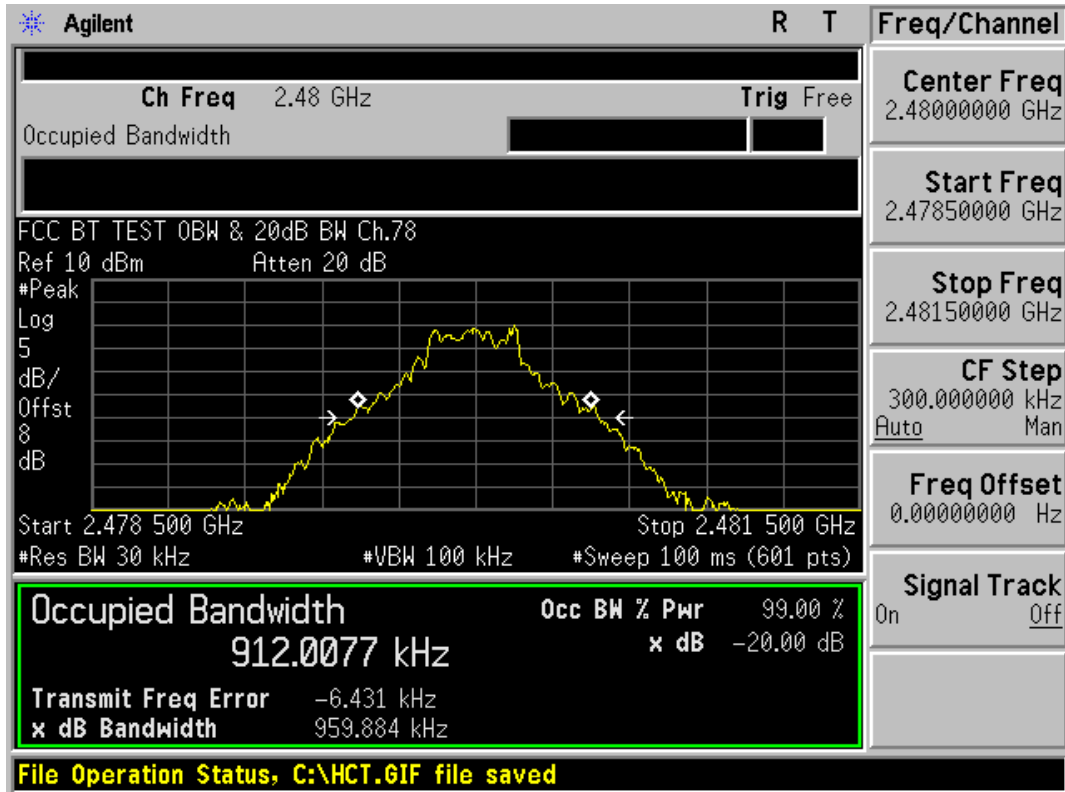 Agilent R T Freq/Channel
Ch Freq 2.48 GHz Trig Free
Occupied Bandwidth
Center Freq
2.48000000 GHz
Start Freq
2.47850000 GHz
Stop Freq
2.48150000 GHz
CF Step
300.000000 kHz
Auto Man
Freq Offset
0.00000000 Hz
Signal Track
On Off
FCC BT TEST OBW & 20dB BW Ch.78
Ref 10 dBm Atten 20 dB
#Peak
Log
5
dB/
Offst
8
dB
Start 2.478 500 GHz Stop 2.481 500 GHz
#Res BW 30 kHz #VBW 100 kHz #Sweep 100 ms (601 pts)
Occupied Bandwidth Occ BW % Pwr 99.00 %
912.0077 kHz x dB -20.00 dB
Transmit Freq Error -6.431 kHz
x dB Bandwidth 959.884 kHz
File Operation Status, C:\HCT.GIF file saved